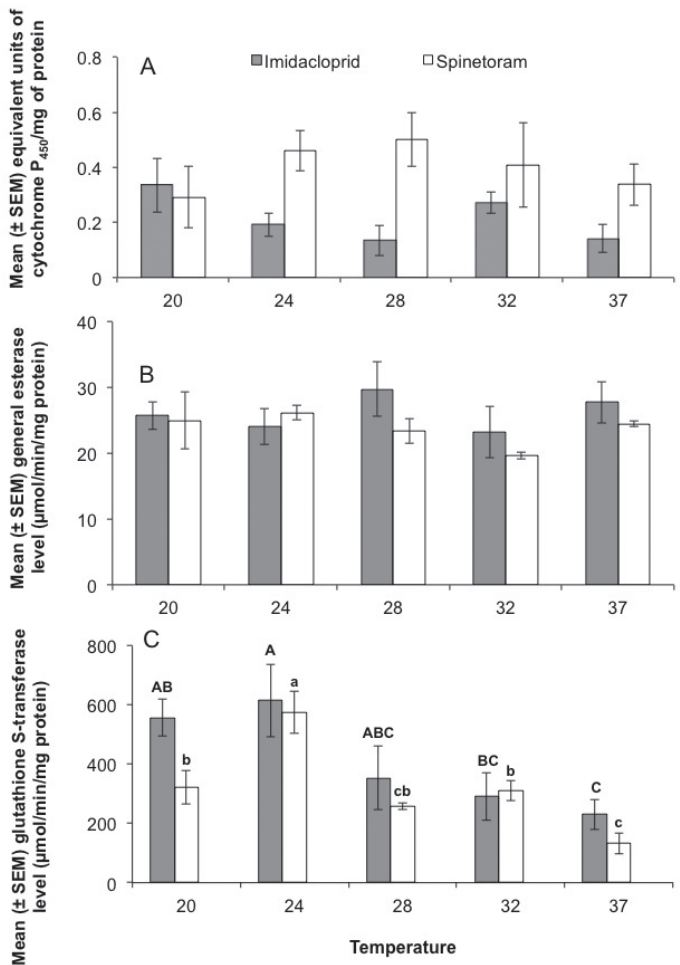 A
Imidacloprid
Spinetoram
Mean (± SEM) equivalent units of
cytochrome P450/mg of protein
0.8
0.6
0.4
0.2
0
20 24 28 32 37
B
Mean (± SEM) general esterase
level (µmol/min/mg protein)
40
30
20
10
0
20 24 28 32 37
C
Mean (± SEM) glutathione S-transferase
level (µmol/min/mg protein)
800
600
400
200
0
AB b A a ABC cb BC b C c
20 24 28 32 37
Temperature